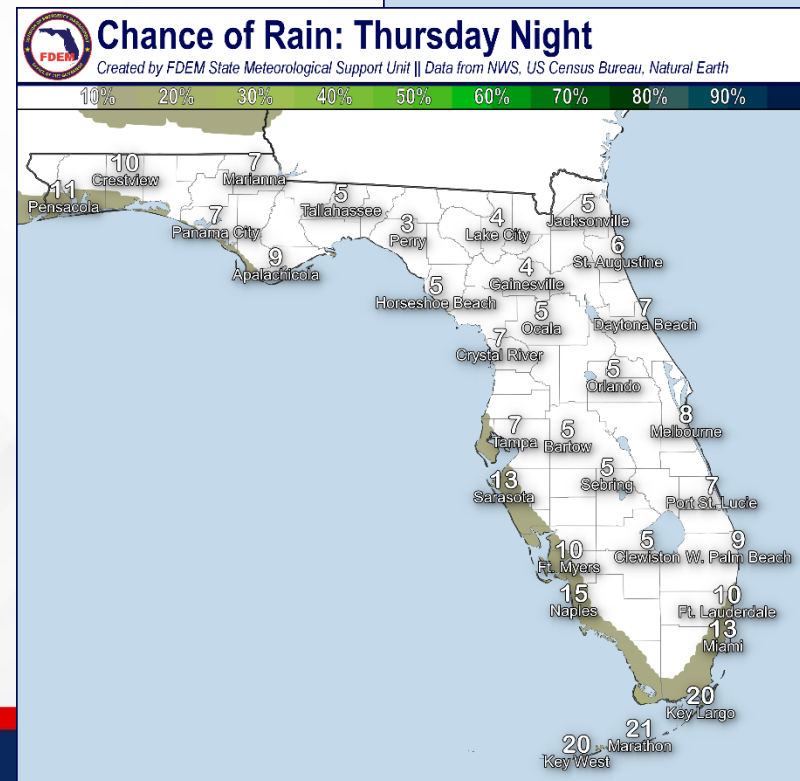 Chance of Rain: Thursday Night
FDEM
Created by FDEM State Meteorological Support Unit || Data from NWS, US Census Bureau, Natural Earth
10% 20% 30% 40% 50% 60% 70% 80% 90%
10
Crestview
7
Marianna
11
Pensacola
5
Tallahassee
7
Panama City
3
Perry
4
Lake City
5
Jacksonville
6
St. Augustine
9
Apalachicola
4
Gainesville
5
Horseshoe Beach
5
Ocala
7
Daytona Beach
7
Crystal River
5
Orlando
8
Melbourne
7
Tampa
5
Bartow
5
Sebring
13
Sarasota
7
Port St. Lucie
10
Ft. Myers
5
Clewiston
9
W. Palm Beach
15
Naples
10
Ft. Lauderdale
13
Miami
20
Key Largo
21
Marathon
20
Key West